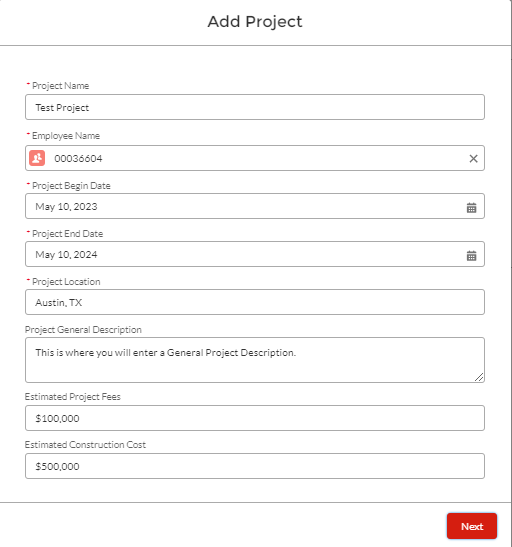 Add Project
* Project Name
Test Project
* Employee Name
00036604
* Project Begin Date
May 10, 2023
* Project End Date
May 10, 2024
* Project Location
Austin, TX
Project General Description
This is where you will enter a General Project Description.
Estimated Project Fees
$100,000
Estimated Construction Cost
$500,000
Next